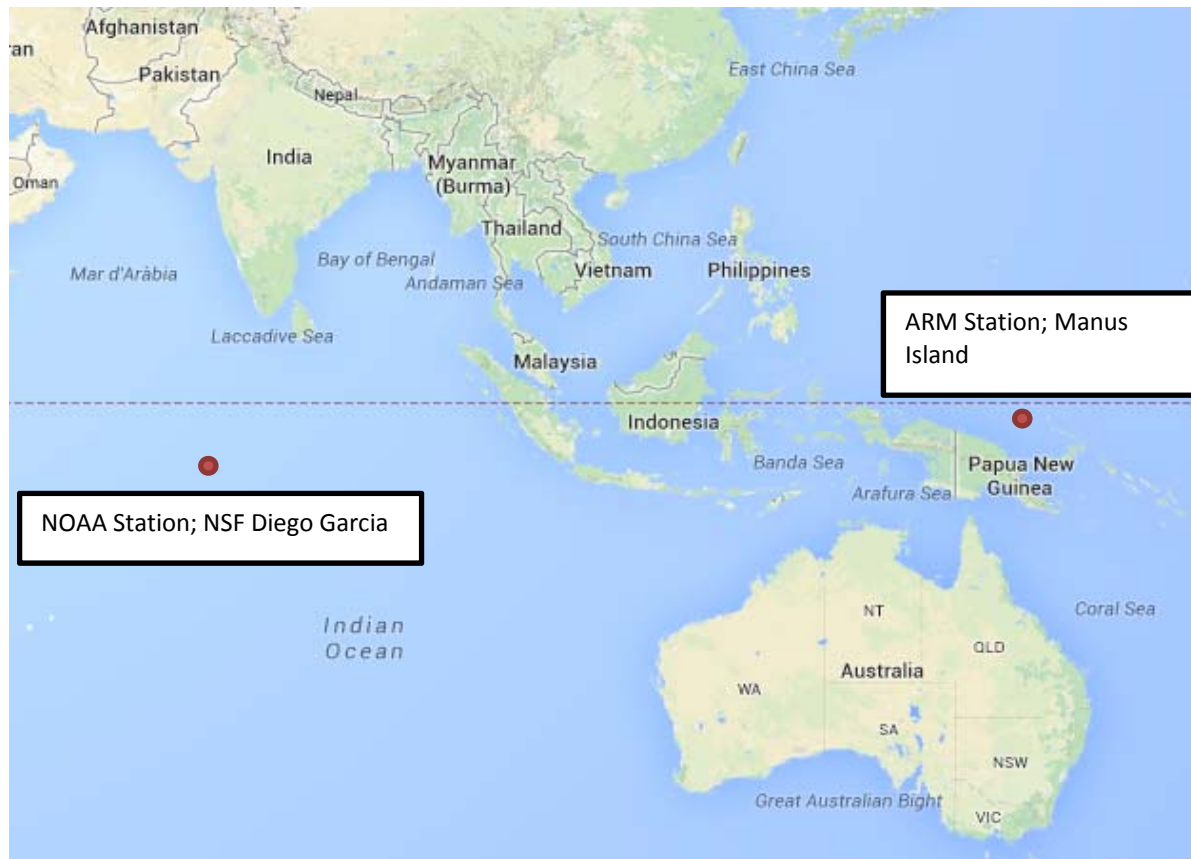 Afghanistan
ran
Pakistan
East China Sea
Nepal
India
Oman
Myanmar
(Burma)
Thailand
South China Sea
Bay of Bengal
Vietnam
Philippines
Mar d'Aràbia
Andaman Sea
Laccadive Sea
ARM Station; Manus
Island
Malaysia
Indonesia
Banda Sea
Papua New
Guinea
Arafura Sea
NOAA Station; NSF Diego Garcia
Indian
Ocean
NT
Coral Sea
QLD
Australia
WA
SA
NSW
Great Australian Bight
VIC